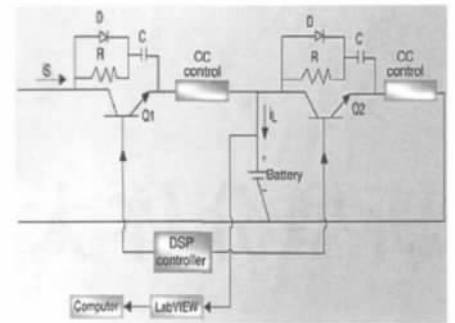 D
D
R
C
R
C
iS
CC
control
CC
control
Q1
Q2
iL
+
Battery
-
DSP
controller
Computer
LabVIEW